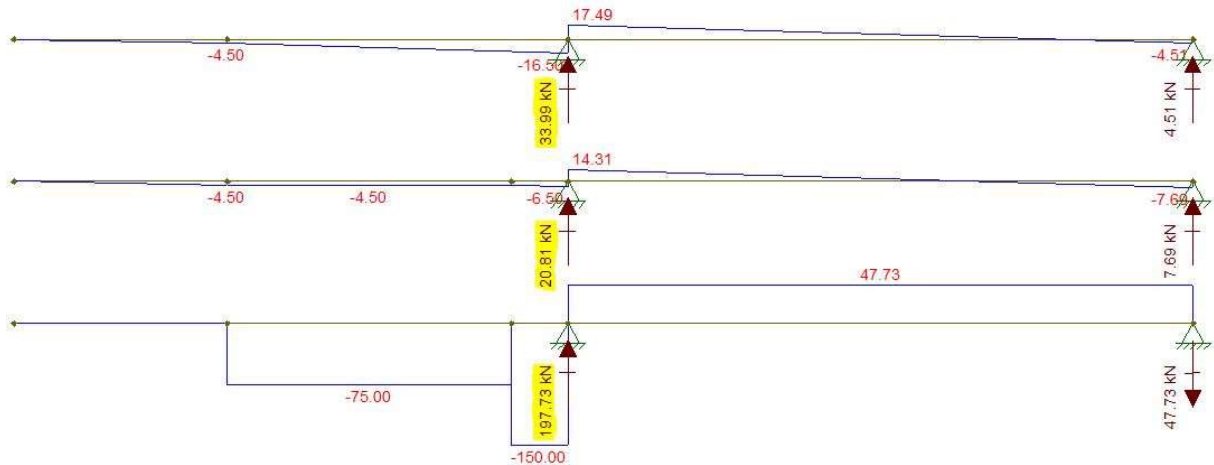 17.49
-4.50
-16.50
-4.51
33.99 kN
4.51 kN
14.31
-4.50
-4.50
-6.50
-7.69
20.81 kN
7.69 kN
47.73
-75.00
197.73 kN
47.73 kN
-150.00